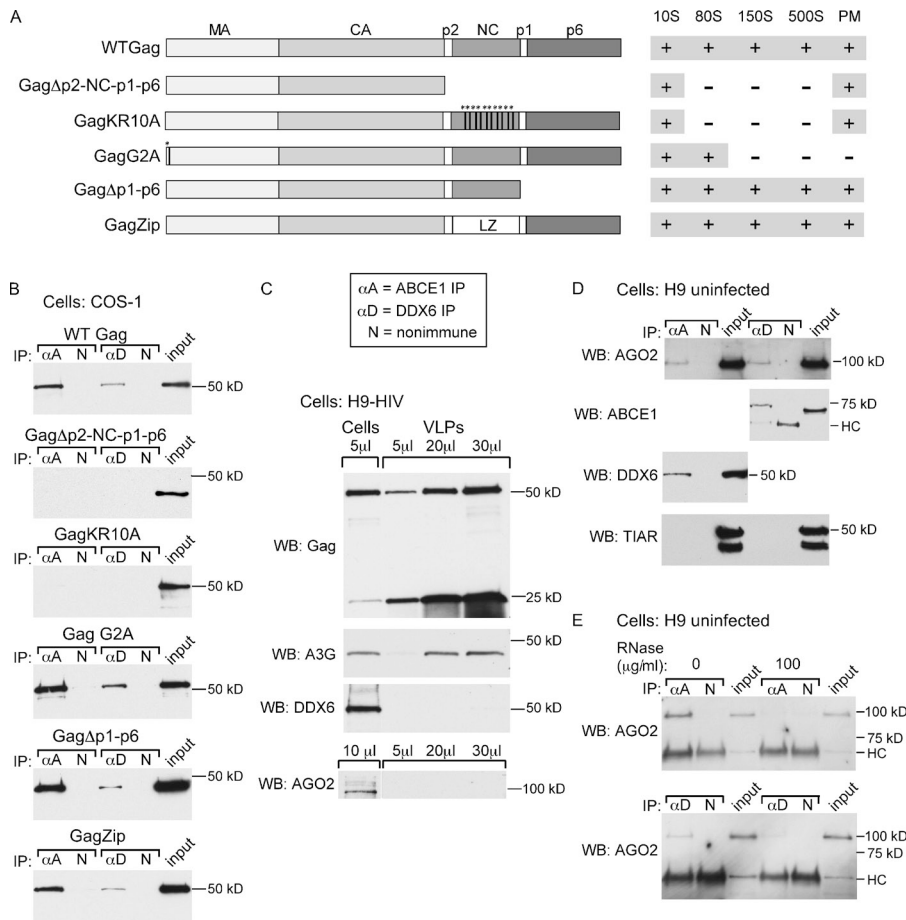 A
10S 80S 150S 500S PM
MA CA p2 NC p1 p6
WTGag + + + + +
GagΔp2-NC-p1-p6 + - - - +
**********
GagKR10A + - - - +
*
GagG2A + + - - -
GagΔp1-p6 + + + + +
GagZip LZ + + + + +
B
Cells: COS-1
WT Gag
IP: αA N αD N input
50 kD
GagΔp2-NC-p1-p6
IP: αA N αD N input
50 kD
GagKR10A
IP: αA N αD N input
50 kD
Gag G2A
IP: αA N αD N input
50 kD
GagΔp1-p6
IP: αA N αD N input
50 kD
GagZip
IP: αA N αD N input
50 kD
C
αA = ABCE1 IP
αD = DDX6 IP
N = nonimmune
Cells: H9-HIV
Cells VLPs
5µl 5µl 20µl 30µl
50 kD
WB: Gag
25 kD
50 kD
WB: A3G
WB: DDX6
50 kD
10 µl 5µl 20µl 30µl
WB: AGO2
100 kD
D
Cells: H9 uninfected
IP: αA N input αD N input
WB: AGO2
100 kD
75 kD
WB: ABCE1
HC
WB: DDX6
50 kD
WB: TIAR
50 kD
E
Cells: H9 uninfected
RNase
(µg/ml): 0 100
IP: αA N input αA N input
100 kD
WB: AGO2
75 kD
HC
IP: αD N input αD N input
100 kD
WB: AGO2
75 kD
HC